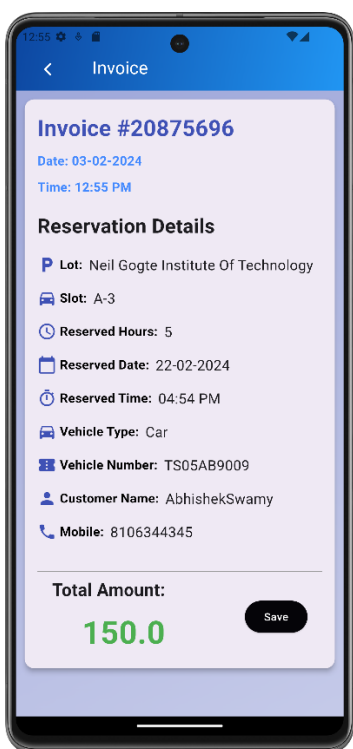 12:55
Invoice
Invoice #20875696
Date: 03-02-2024
Time: 12:55 PM
Reservation Details
P Lot: Neil Gogte Institute Of Technology
Slot: A-3
Reserved Hours: 5
Reserved Date: 22-02-2024
Reserved Time: 04:54 PM
Vehicle Type: Car
Vehicle Number: TS05AB9009
Customer Name: AbhishekSwamy
Mobile: 8106344345
Total Amount:
150.0
Save